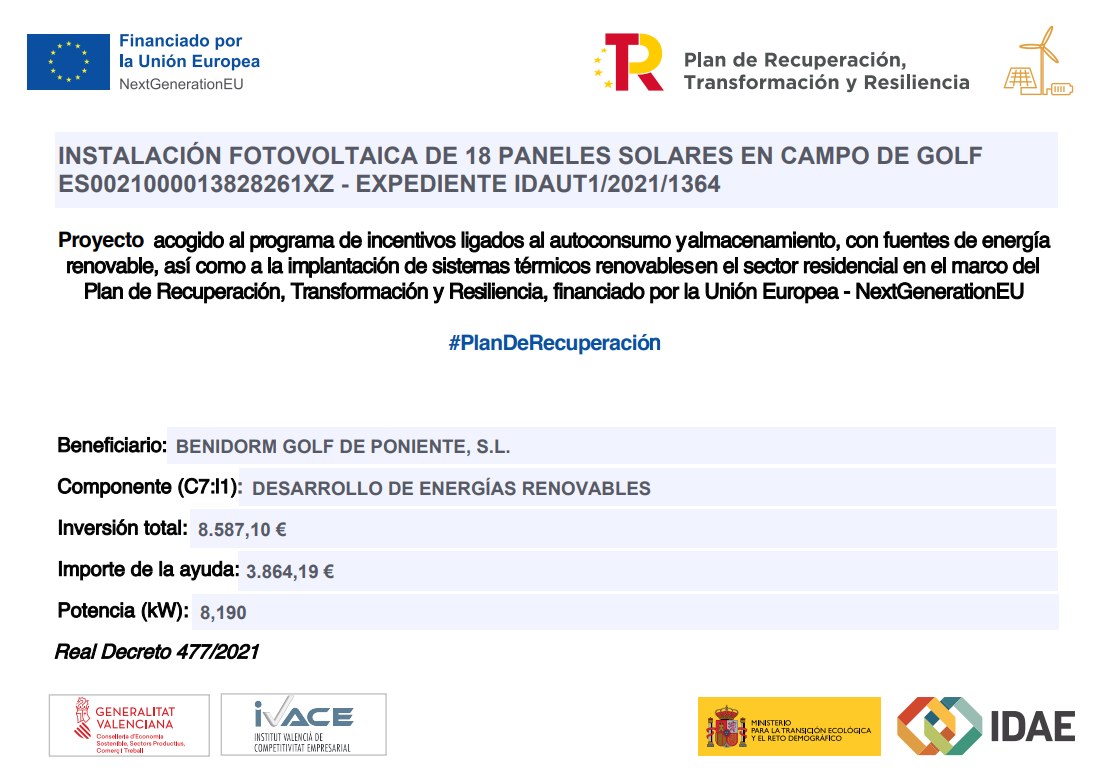 Financiado por
la Unión Europea
NextGenerationEU
Plan de Recuperación,
Transformación y Resiliencia
INSTALACIÓN FOTOVOLTAICA DE 18 PANELES SOLARES EN CAMPO DE GOLF
ES0021000013828261XZ - EXPEDIENTE IDAUT1/2021/1364
Proyecto acogido al programa de incentivos ligados al autoconsumo y almacenamiento, con fuentes de energía
renovable, así como a la implantación de sistemas térmicos renovables en el sector residencial en el marco del
Plan de Recuperación, Transformación y Resiliencia, financiado por la Unión Europea - NextGenerationEU
#PlanDeRecuperación
Beneficiario: BENIDORM GOLF DE PONIENTE, S.L.
Componente (C7:I1): DESARROLLO DE ENERGÍAS RENOVABLES
Inversión total: 8.587,10 €
Importe de la ayuda: 3.864,19 €
Potencia (kW): 8,190
Real Decreto 477/2021
GENERALITAT
VALENCIANA
Conselleria d'Economia
Sostenible, Sectors Productius,
Comerç i Treball
iVACE
INSTITUT VALENCIÀ DE
COMPETITIVITAT EMPRESARIAL
MINISTERIO
PARA LA TRANSICIÓN ECOLÓGICA
Y EL RETO DEMOGRÁFICO
IDAE